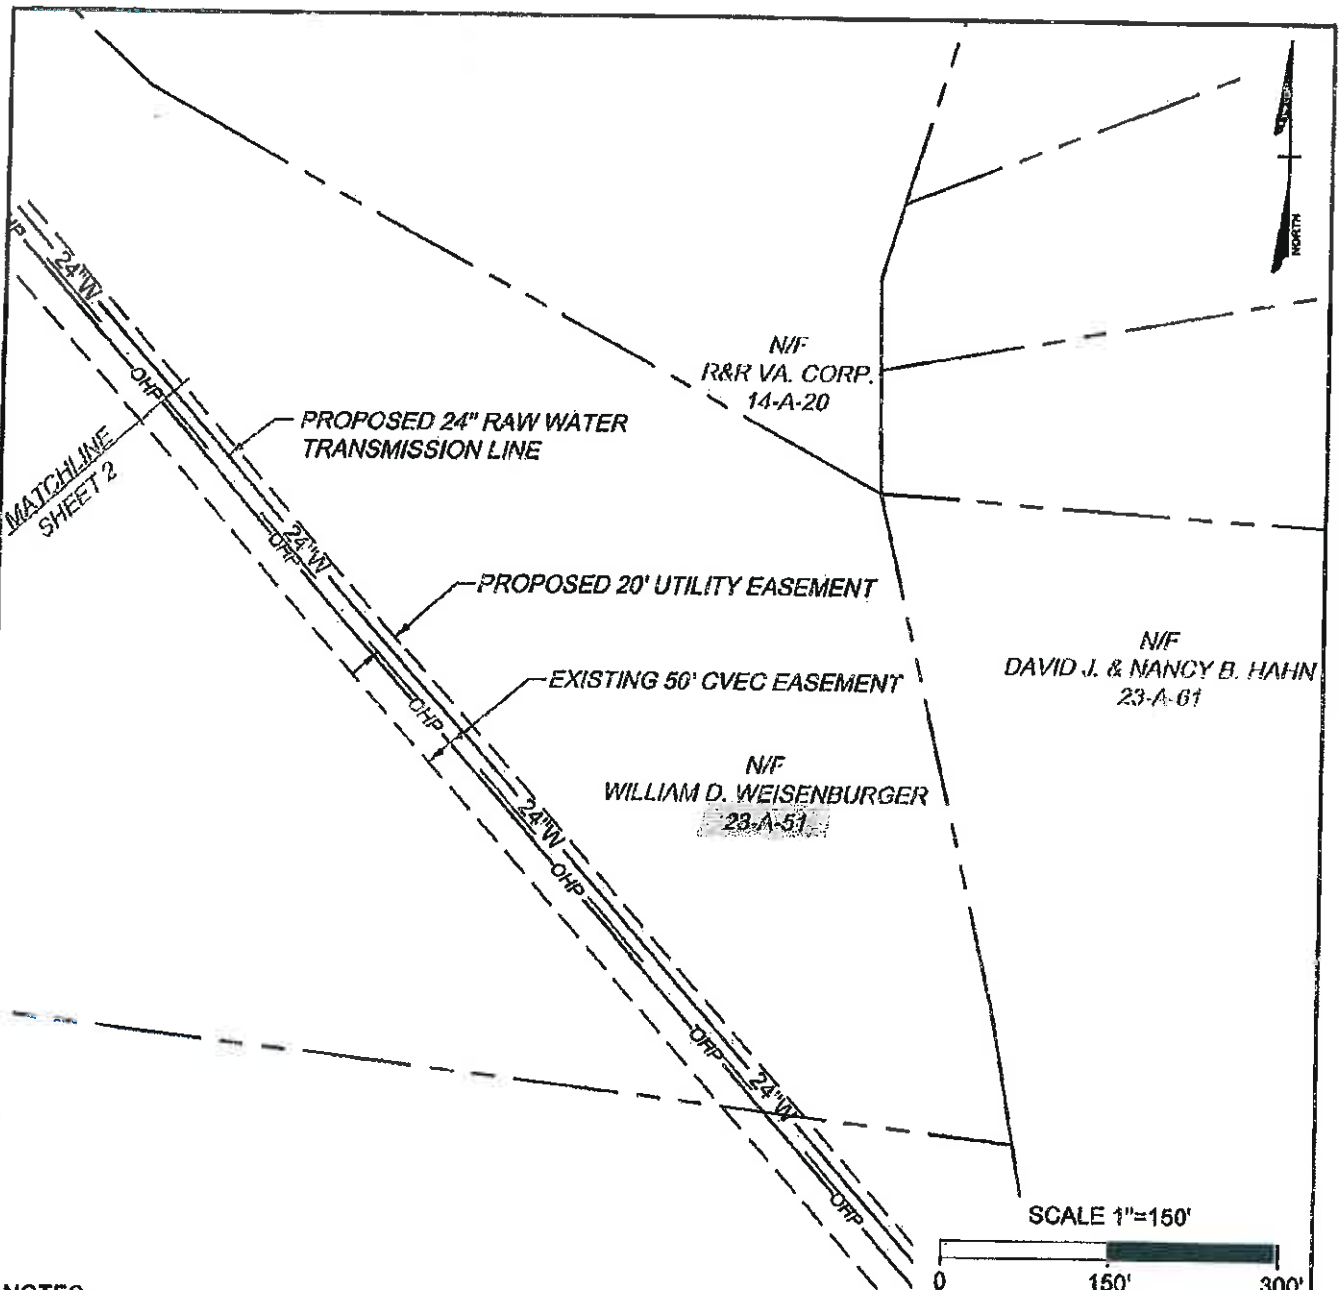 NORTH
N/F
R&R VA. CORP.
14-A-20
24"W
OHP
PROPOSED 24" RAW WATER
TRANSMISSION LINE
MATCHLINE
SHEET 2
24"W
OHP
PROPOSED 20' UTILITY EASEMENT
N/F
DAVID J. & NANCY B. HAHN
23-A-61
EXISTING 50' CVEC EASEMENT
OHP
N/F
WILLIAM D. WEISENBURGER
23-A-51
24"W
OHP
OHP
24"W
OHP
SCALE 1"=150'
0 150' 300'